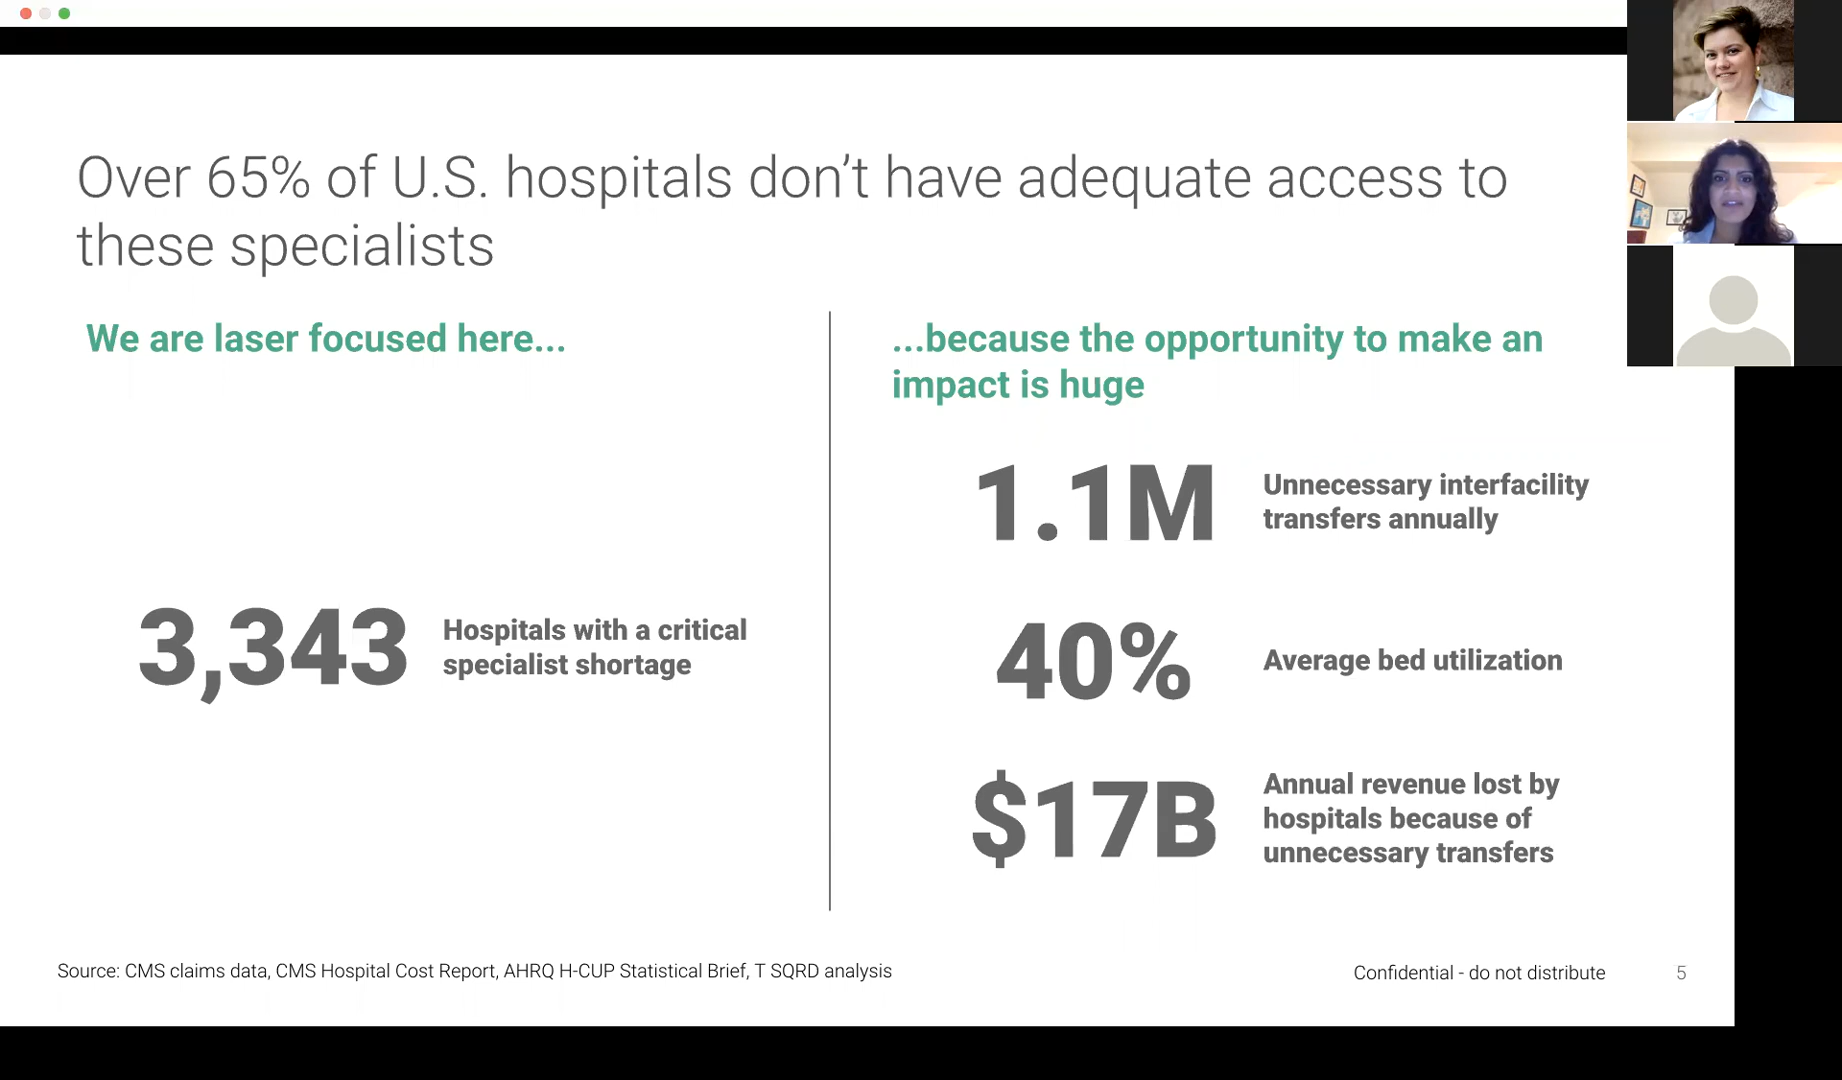 Over 65% of U.S. hospitals don’t have adequate access to
these specialists
We are laser focused here...
3,343
Hospitals with a critical
specialist shortage
...because the opportunity to make an
impact is huge
1.1M
Unnecessary interfacility
transfers annually
40%
Average bed utilization
$17B
Annual revenue lost by
hospitals because of
unnecessary transfers
Source: CMS claims data, CMS Hospital Cost Report, AHRQ H-CUP Statistical Brief, T SQRD analysis
Confidential - do not distribute
5